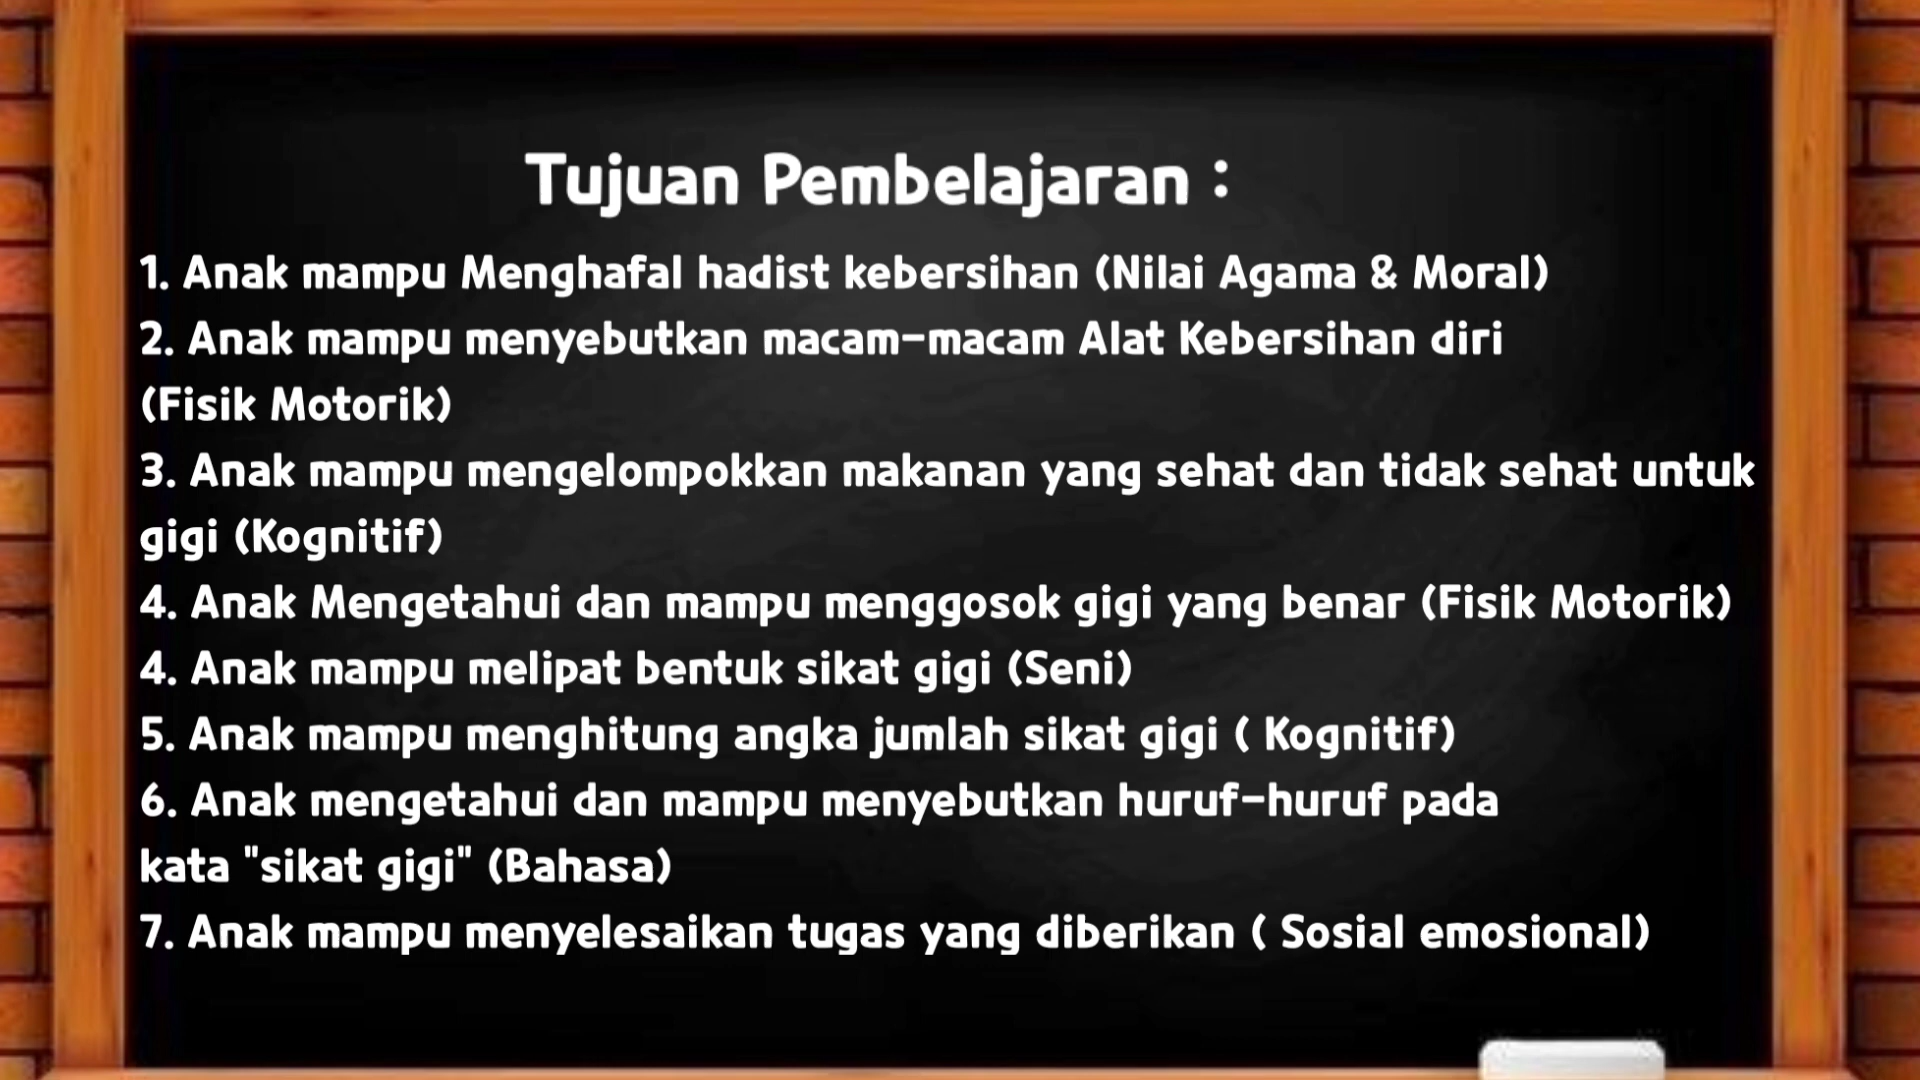 Tujuan Pembelajaran :
1. Anak mampu Menghafal hadist kebersihan (Nilai Agama & Moral)
2. Anak mampu menyebutkan macam-macam Alat Kebersihan diri
(Fisik Motorik)
3. Anak mampu mengelompokkan makanan yang sehat dan tidak sehat untuk
gigi (Kognitif)
4. Anak Mengetahui dan mampu menggosok gigi yang benar (Fisik Motorik)
4. Anak mampu melipat bentuk sikat gigi (Seni)
5. Anak mampu menghitung angka jumlah sikat gigi ( Kognitif)
6. Anak mengetahui dan mampu menyebutkan huruf-huruf pada
kata "sikat gigi" (Bahasa)
7. Anak mampu menyelesaikan tugas yang diberikan ( Sosial emosional)